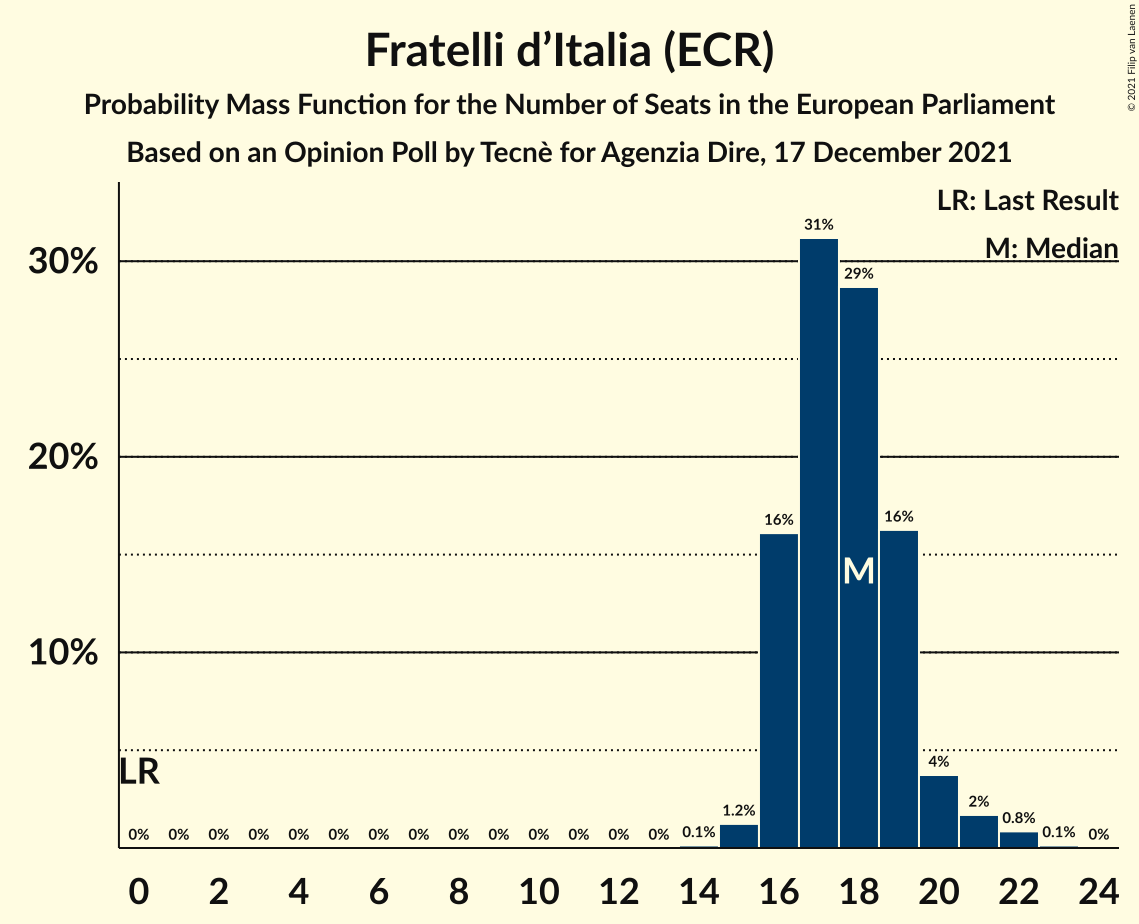 Fratelli d’Italia (ECR)
Probability Mass Function for the Number of Seats in the European Parliament
Based on an Opinion Poll by Tecnè for Agenzia Dire, 17 December 2021
© 2021 Filip van Laenen
LR: Last Result
M: Median
30%
20%
10%
31%
29%
16%
16%
M
LR
4%
2%
1.2%
0.8%
0% 0% 0% 0% 0% 0% 0% 0% 0% 0% 0% 0% 0% 0% 0.1% 0.1% 0%
0 2 4 6 8 10 12 14 16 18 20 22 24